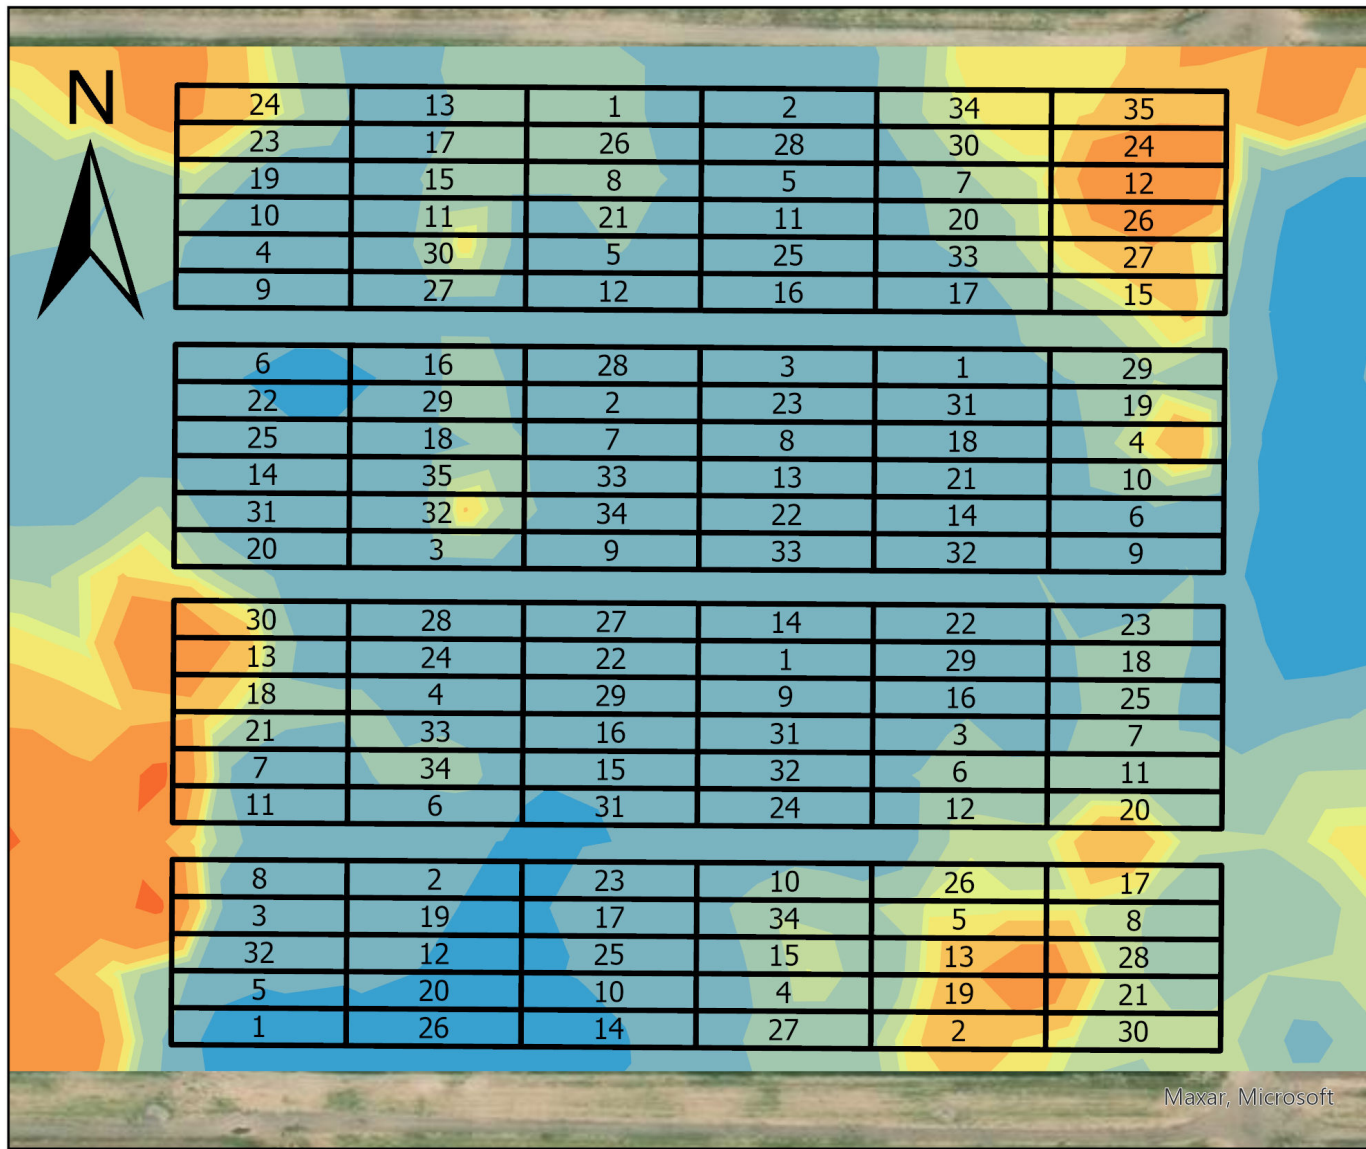 N
24 13 1 2 34 35
23 17 26 28 30 24
19 15 8 5 7 12
10 11 21 11 20 26
4 30 5 25 33 27
9 27 12 16 17 15
6 16 28 3 1 29
22 29 2 23 31 19
25 18 7 8 18 4
14 35 33 13 21 10
31 32 34 22 14 6
20 3 9 33 32 9
30 28 27 14 22 23
13 24 22 1 29 18
18 4 29 9 16 25
21 33 16 31 3 7
7 34 15 32 6 11
11 6 31 24 12 20
8 2 23 10 26 17
3 19 17 34 5 8
32 12 25 15 13 28
5 20 10 4 19 21
1 26 14 27 2 30
Maxar, Microsoft